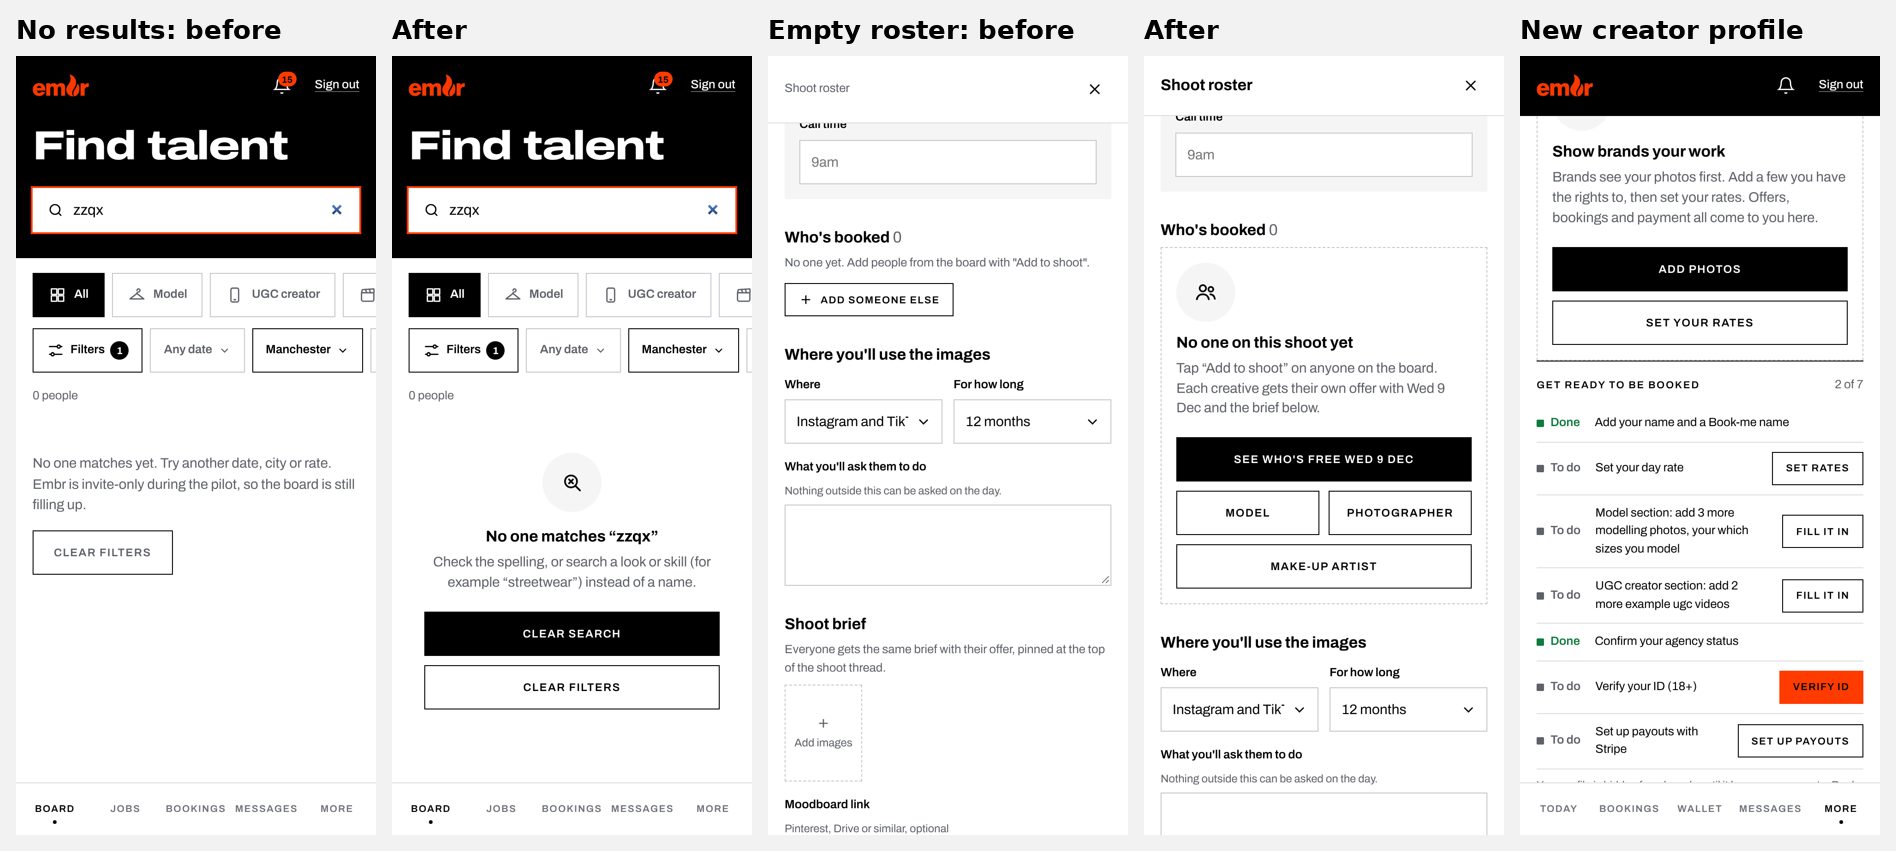 No results: before
embr
15
Sign out
Find talent
zzqx
All
Model
UGC creator
Filters 1
Any date
Manchester
0 people
No one matches yet. Try another date, city or rate.
Embr is invite-only during the pilot, so the board is still
filling up.
CLEAR FILTERS
BOARD
JOBS
BOOKINGS
MESSAGES
MORE
After
embr
15
Sign out
Find talent
zzqx
All
Model
UGC creator
Filters 1
Any date
Manchester
0 people
No one matches “zzqx”
Check the spelling, or search a look or skill (for
example “streetwear”) instead of a name.
CLEAR SEARCH
CLEAR FILTERS
BOARD
JOBS
BOOKINGS
MESSAGES
MORE
Empty roster: before
Shoot roster
Call time
9am
Who's booked 0
No one yet. Add people from the board with "Add to shoot".
+ ADD SOMEONE ELSE
Where you'll use the images
Where
For how long
Instagram and Tik
12 months
What you'll ask them to do
Nothing outside this can be asked on the day.
Shoot brief
Everyone gets the same brief with their offer, pinned at the top
of the shoot thread.
+
Add images
Moodboard link
Pinterest, Drive or similar, optional
After
Shoot roster
Call time
9am
Who's booked 0
No one on this shoot yet
Tap “Add to shoot” on anyone on the board.
Each creative gets their own offer with Wed 9
Dec and the brief below.
SEE WHO'S FREE WED 9 DEC
MODEL
PHOTOGRAPHER
MAKE-UP ARTIST
Where you'll use the images
Where
For how long
Instagram and Tik
12 months
What you'll ask them to do
Nothing outside this can be asked on the day.
New creator profile
embr
Sign out
Show brands your work
Brands see your photos first. Add a few you have
the rights to, then set your rates. Offers,
bookings and payment all come to you here.
ADD PHOTOS
SET YOUR RATES
GET READY TO BE BOOKED
2 of 7
Done
Add your name and a Book-me name
To do
Set your day rate
SET RATES
To do
Model section: add 3 more
modelling photos, your which
sizes you model
FILL IT IN
To do
UGC creator section: add 2
more example ugc videos
FILL IT IN
Done
Confirm your agency status
To do
Verify your ID (18+)
VERIFY ID
To do
Set up payouts with
Stripe
SET UP PAYOUTS
TODAY
BOOKINGS
WALLET
MESSAGES
MORE